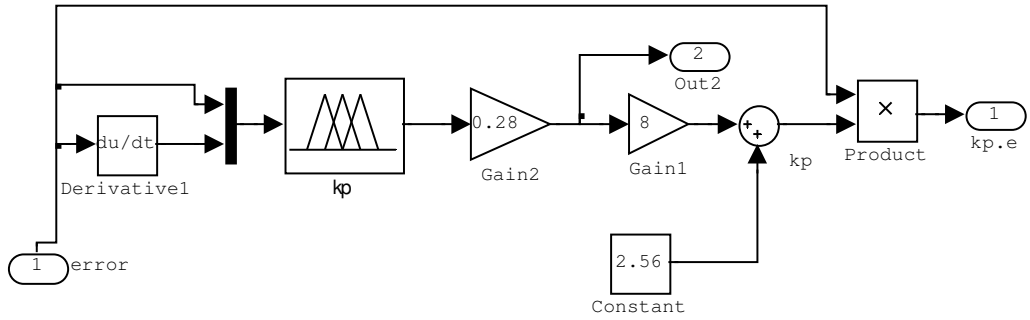 2
Out2
0.28
8
×
1
du/dt
Gain2
Gain1
kp
Product
kp.e
Derivative1
kp
1
error
2.56
Constant